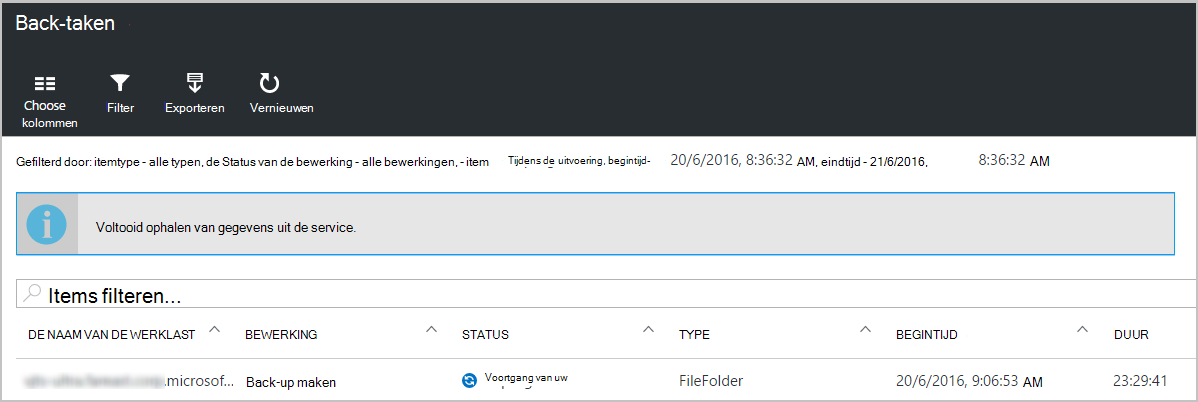 Back-taken
Choose kolommen
Filter
Exporteren
Vernieuwen
Gefilterd door: itemtype - alle typen, de Status van de bewerking - alle bewerkingen, - item Tijdens de uitvoering, begintijd- 20/6/2016, 8:36:32 AM, eindtijd - 21/6/2016, 8:36:32 AM
Voltooid ophalen van gegevens uit de service.
Items filteren...
DE NAAM VAN DE WERKLAST BEWERKING STATUS TYPE BEGINTIJD DUUR
.microsof... Back-up maken Voortgang van uw FileFolder 20/6/2016, 9:06:53 AM 23:29:41